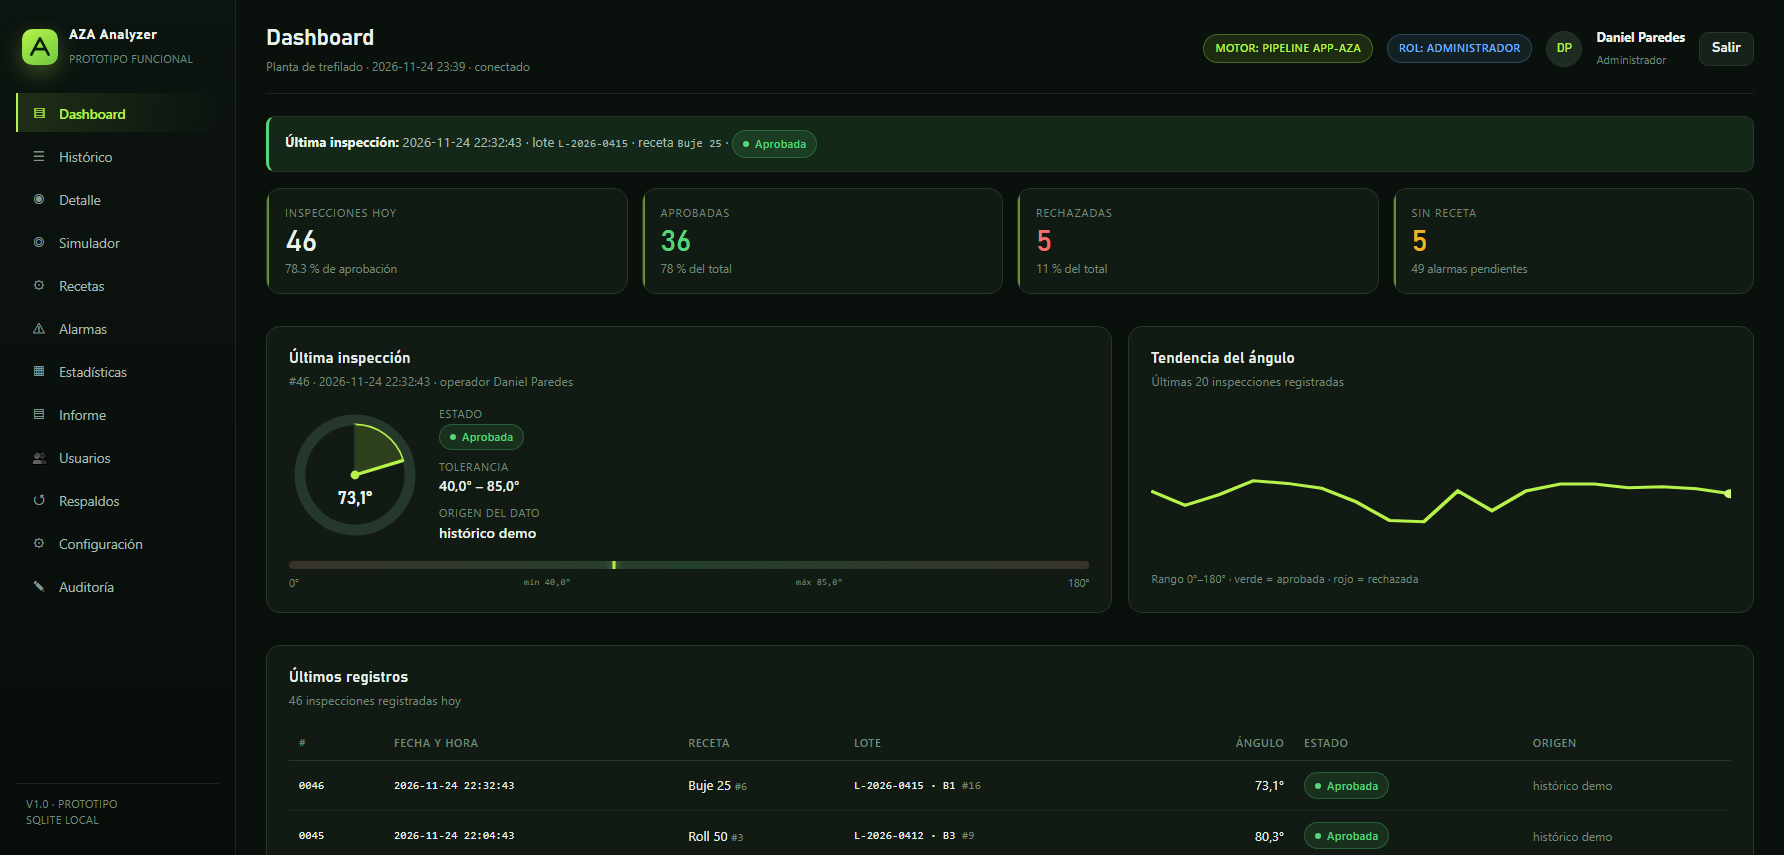 AZA Analyzer
PROTOTIPO FUNCIONAL
Dashboard
Histórico
Detalle
Simulador
Recetas
Alarmas
Estadísticas
Informe
Usuarios
Respaldos
Configuración
Auditoría
V1.0 · PROTOTIPO
SQLITE LOCAL
Dashboard
Planta de trefilado · 2026-11-24 23:39 · conectado
MOTOR: PIPELINE APP-AZA
ROL: ADMINISTRADOR
DP
Daniel Paredes
Administrador
Salir
Última inspección: 2026-11-24 22:32:43 · lote L-2026-0415 · receta Buje 25 · Aprobada
INSPECCIONES HOY
46
78.3 % de aprobación
APROBADAS
36
78 % del total
RECHAZADAS
5
11 % del total
SIN RECETA
5
49 alarmas pendientes
Última inspección
#46 · 2026-11-24 22:32:43 · operador Daniel Paredes
73,1°
ESTADO
Aprobada
TOLERANCIA
40,0° – 85,0°
ORIGEN DEL DATO
histórico demo
0° mín 40,0° máx 85,0° 180°
Tendencia del ángulo
Últimas 20 inspecciones registradas
Rango 0°–180° · verde = aprobada · rojo = rechazada
Últimos registros
46 inspecciones registradas hoy
# FECHA Y HORA RECETA LOTE ÁNGULO ESTADO ORIGEN
0046 2026-11-24 22:32:43 Buje 25 #6 L-2026-0415 · B1 #16 73,1° Aprobada histórico demo
0045 2026-11-24 22:04:43 Roll 50 #3 L-2026-0412 · B3 #9 80,3° Aprobada histórico demo